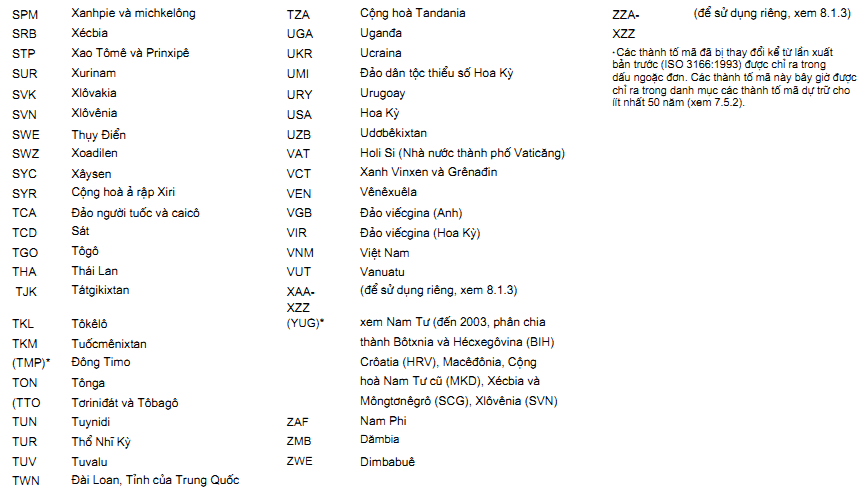 SPM Xanhpie và michkelông
SRB Xécbia
STP Xao Tômê và Prinxipê
SUR Xurinam
SVK Xlôvakia
SVN Xlôvênia
SWE Thụy Điển
SWZ Xoadilen
SYC Xâysen
SYR Cộng hoà ả rập Xiri
TCA Đảo người tuốc và caicô
TCD Sát
TGO Tôgô
THA Thái Lan
TJK Tátgikixtan
TKL Tôkêlô
TKM Tuốcmênixtan
(TMP)* Đông Timo
TON Tônga
(TTO Tơriniđát và Tôbagô
TUN Tuynidi
TUR Thổ Nhĩ Kỳ
TUV Tuvalu
TWN Đài Loan, Tỉnh của Trung Quốc
TZA Cộng hoà Tandania
UGA Uganđa
UKR Ucraina
UMI Đảo dân tộc thiểu số Hoa Kỳ
URY Urugoay
USA Hoa Kỳ
UZB Udơbêkixtan
VAT Holi Si (Nhà nước thành phố Vaticăng)
VCT Xanh Vinxen và Grênađin
VEN Vênêxuêla
VGB Đảo viếcgina (Anh)
VIR Đảo viếcgina (Hoa Kỳ)
VNM Việt Nam
VUT Vanuatu
XAA- (để sử dụng riêng, xem 8.1.3)
XZZ
(YUG)* xem Nam Tư (đến 2003, phân chia
thành Bôtxnia và Hécxegôvina (BIH)
Crôatia (HRV), Macêđônia, Cộng
hoà Nam Tư cũ (MKD), Xécbia và
Môngtơnêgrô (SCG), Xlôvênia (SVN)
ZAF Nam Phi
ZMB Dămbia
ZWE Dimbabuê
ZZA- (để sử dụng riêng, xem 8.1.3)
XZZ
* Các thành tố mã đã bị thay đổi kể từ lần xuất
bản trước (ISO 3166:1993) được chỉ ra trong
dấu ngoặc đơn. Các thành tố mã này bây giờ được
chỉ ra trong danh mục các thành tố mã dự trữ cho
íit nhất 50 năm (xem 7.5.2).